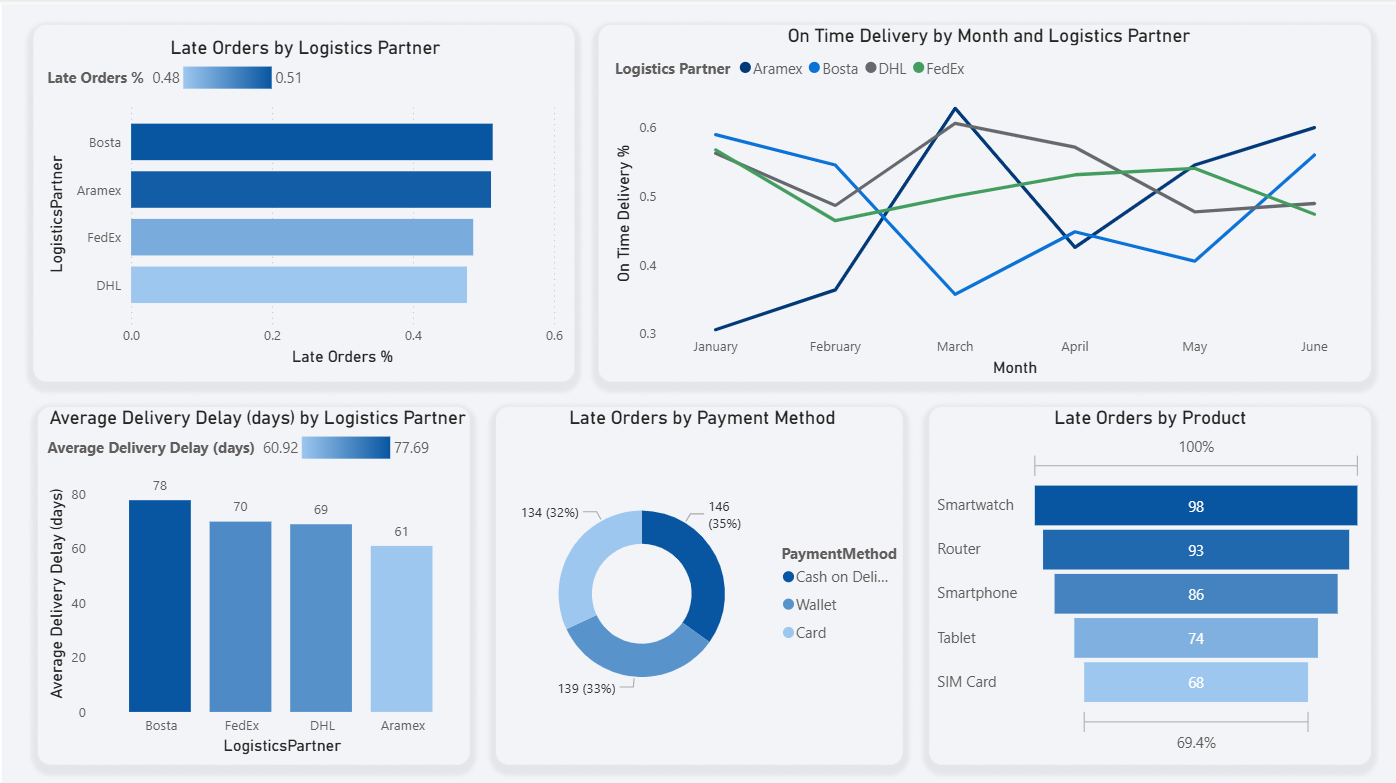 Late Orders by Logistics Partner
Late Orders % 0.48 0.51
LogisticsPartner
Bosta
Aramex
FedEx
DHL
0.0 0.2 0.4 0.6
Late Orders %
On Time Delivery by Month and Logistics Partner
Logistics Partner Aramex Bosta DHL FedEx
On Time Delivery %
0.6
0.5
0.4
0.3
January February March April May June
Month
Average Delivery Delay (days) by Logistics Partner
Average Delivery Delay (days) 60.92 77.69
Average Delivery Delay (days)
80
60
40
20
0
78 70 69 61
Bosta FedEx DHL Aramex
LogisticsPartner
Late Orders by Payment Method
134 (32%)
146
(35%)
139 (33%)
PaymentMethod
Cash on Deli...
Wallet
Card
Late Orders by Product
100%
Smartwatch 98
Router 93
Smartphone 86
Tablet 74
SIM Card 68
69.4%